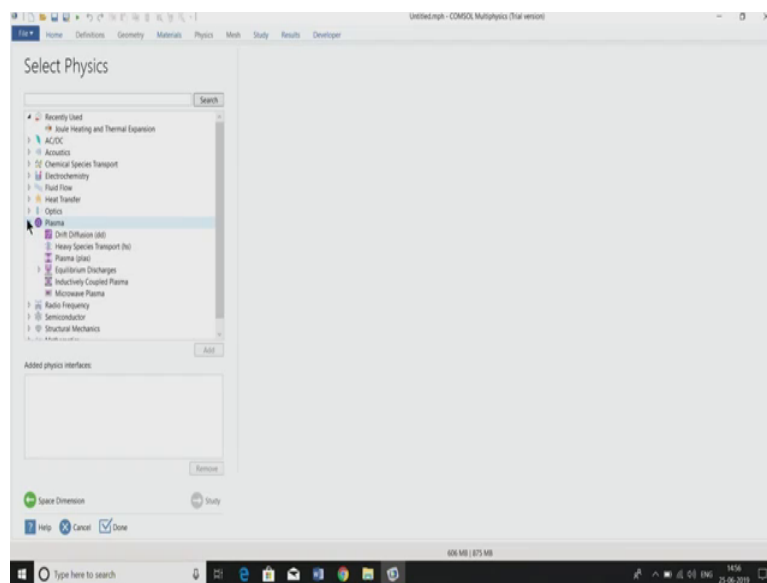 Untitled.mph - COMSOL Multiphysics (Trial version)
File Home Definitions Geometry Materials Physics Mesh Study Results Developer
Select Physics
Search
Recently Used
Joule Heating and Thermal Expansion
AC/DC
Acoustics
Chemical Species Transport
Electrochemistry
Fluid Flow
Heat Transfer
Optics
Plasma
Drift Diffusion (dd)
Heavy Species Transport (hs)
Plasma (plas)
Equilibrium Discharges
Inductively Coupled Plasma
Microwave Plasma
Radio Frequency
Semiconductor
Structural Mechanics
Add
Added physics interfaces:
Remove
Space Dimension Study
Help Cancel Done
606 MB | 875 MB
Type here to search ENG 14:56
25-06-2019